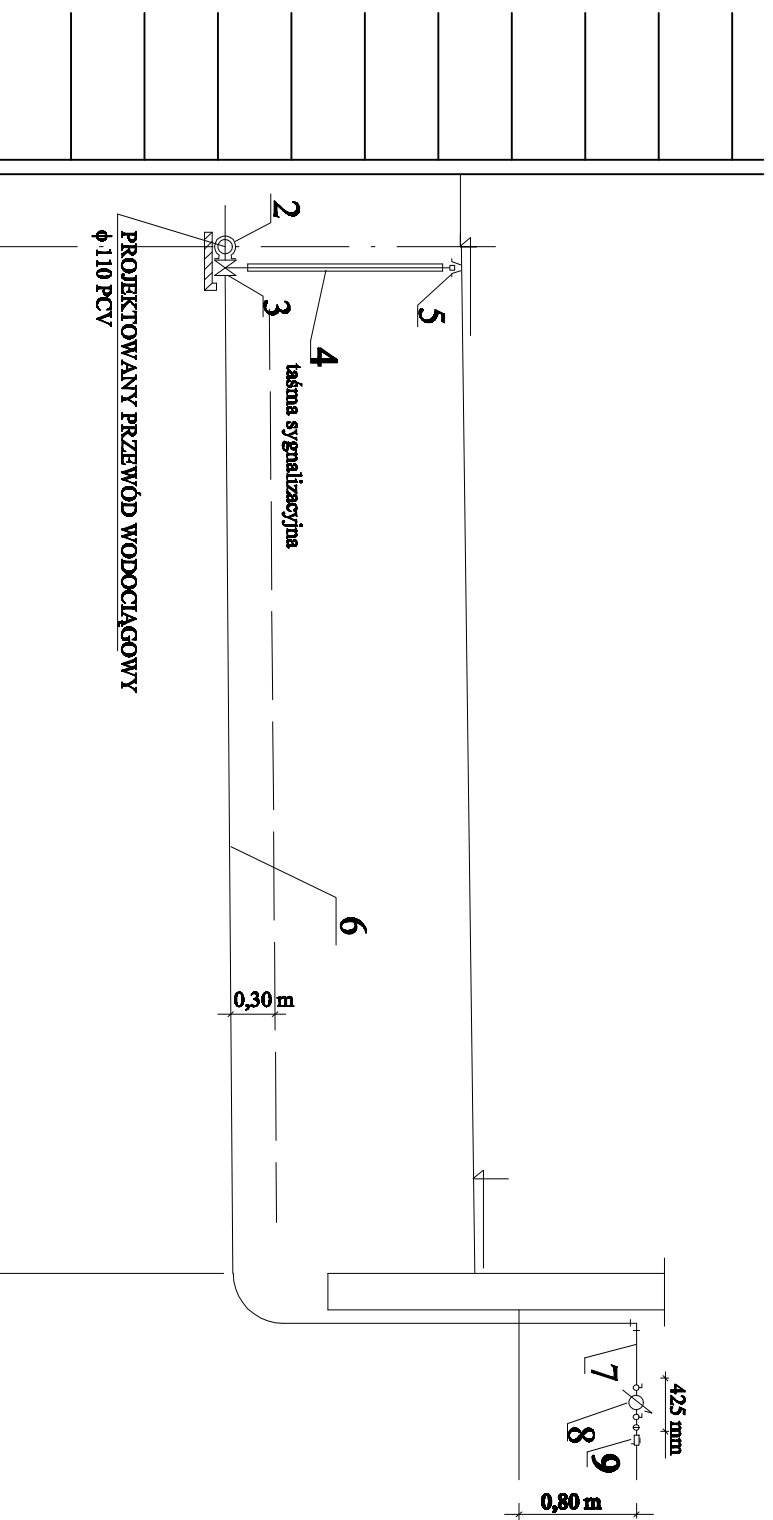 2
3
4
5
taśma sygnalizacyjna
PROJEKTOWANY PRZEWÓD WODOCIĄGOWY
ϕ 110 PCV
6
0,30 m
7
8
9
425 mm
0,80 m